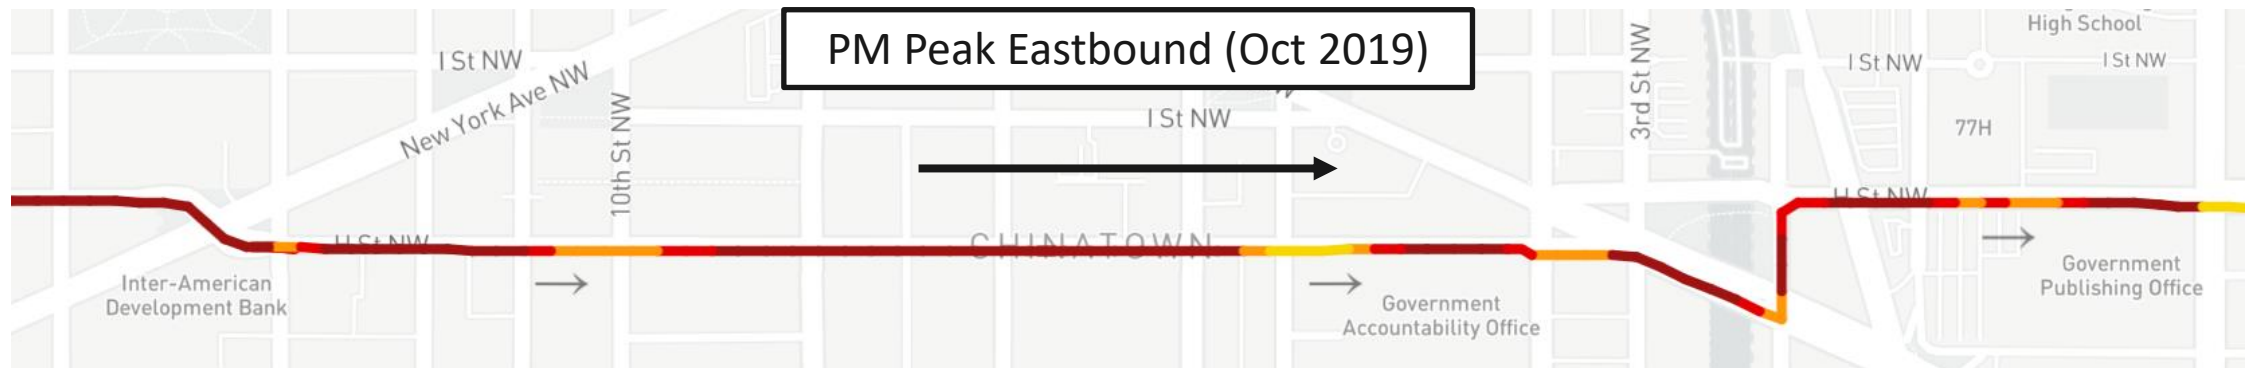 PM Peak Eastbound (Oct 2019)
High School
I St NW
I St NW
I St NW
I St NW
New York Ave NW
10th St NW
3rd St NW
77H
H St NW
H St NW
CHINATOWN
Inter-American
Development Bank
Government
Accountability Office
Government
Publishing Office